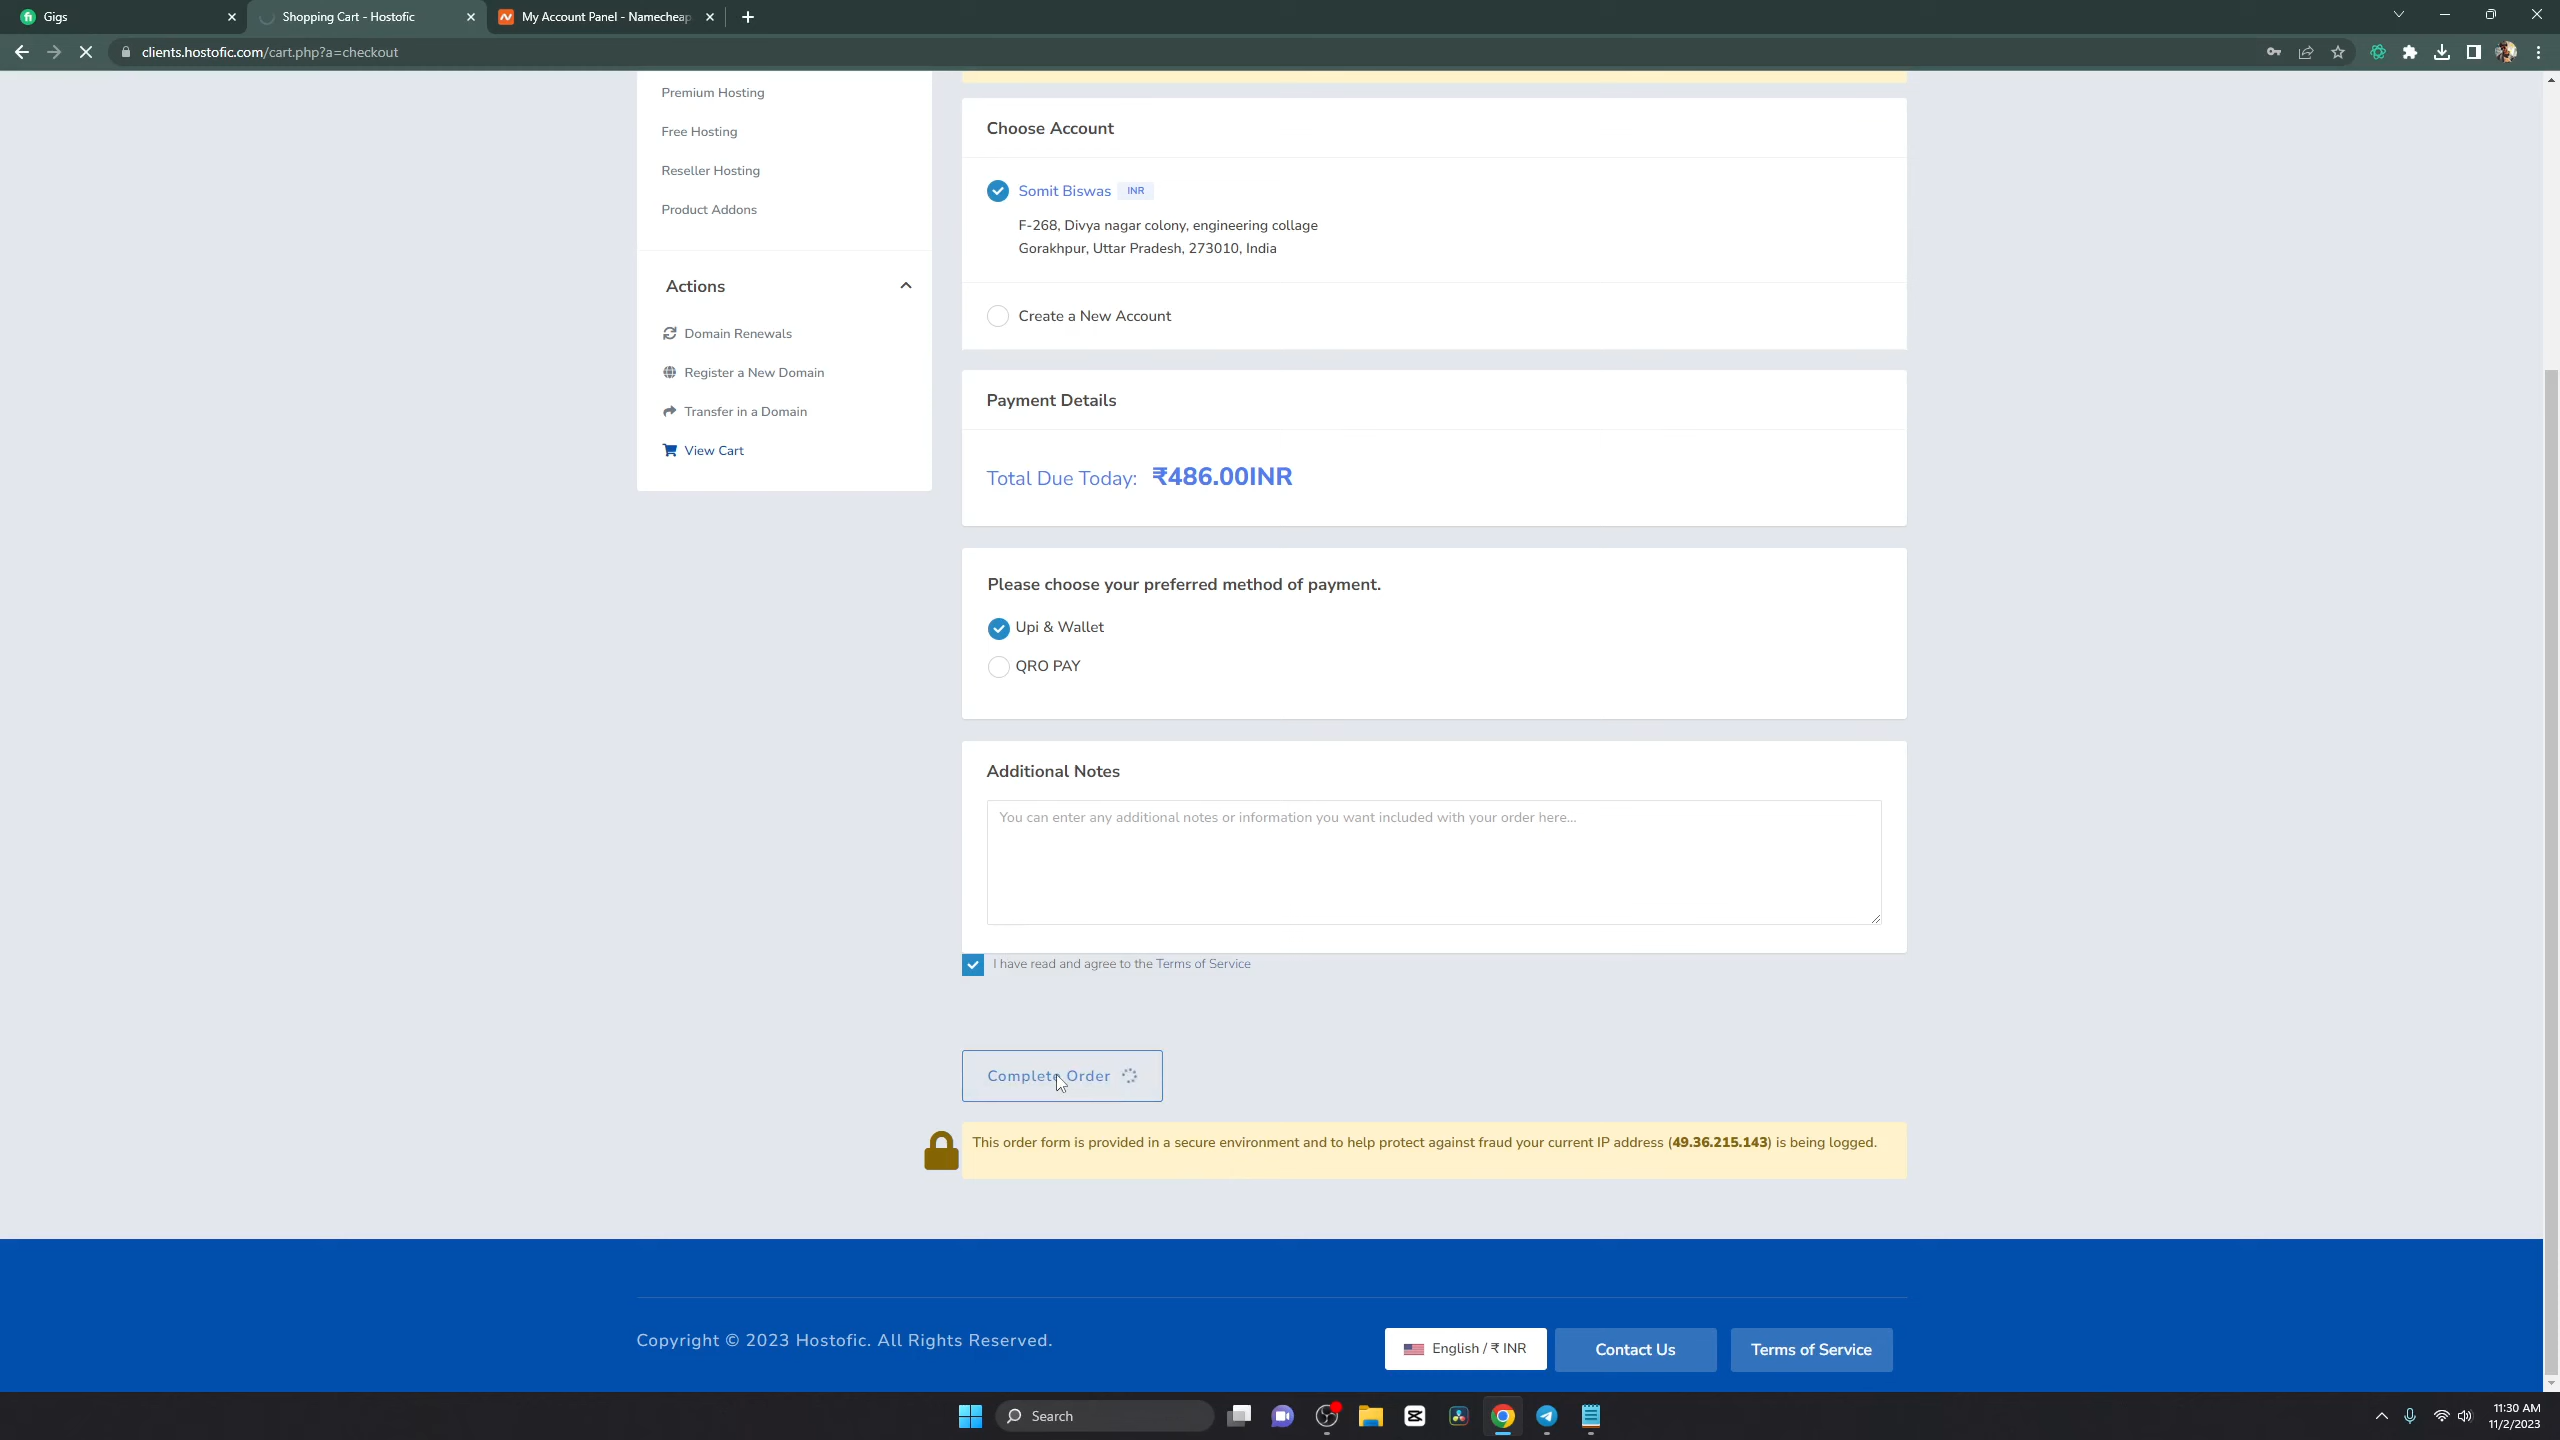 Gigs
Shopping Cart - Hostofic
My Account Panel - Namecheap
clients.hostofic.com/cart.php?a=checkout
Premium Hosting
Free Hosting
Reseller Hosting
Product Addons
Actions
Domain Renewals
Register a New Domain
Transfer in a Domain
View Cart
Choose Account
Somit Biswas INR
F-268, Divya nagar colony, engineering collage
Gorakhpur, Uttar Pradesh, 273010, India
Create a New Account
Payment Details
Total Due Today: ₹486.00INR
Please choose your preferred method of payment.
Upi & Wallet
QRO PAY
Additional Notes
You can enter any additional notes or information you want included with your order here...
I have read and agree to the Terms of Service
Complete Order
This order form is provided in a secure environment and to help protect against fraud your current IP address (49.36.215.143) is being logged.
Copyright © 2023 Hostofic. All Rights Reserved.
English / ₹ INR
Contact Us
Terms of Service
Search
11:30 AM
11/2/2023